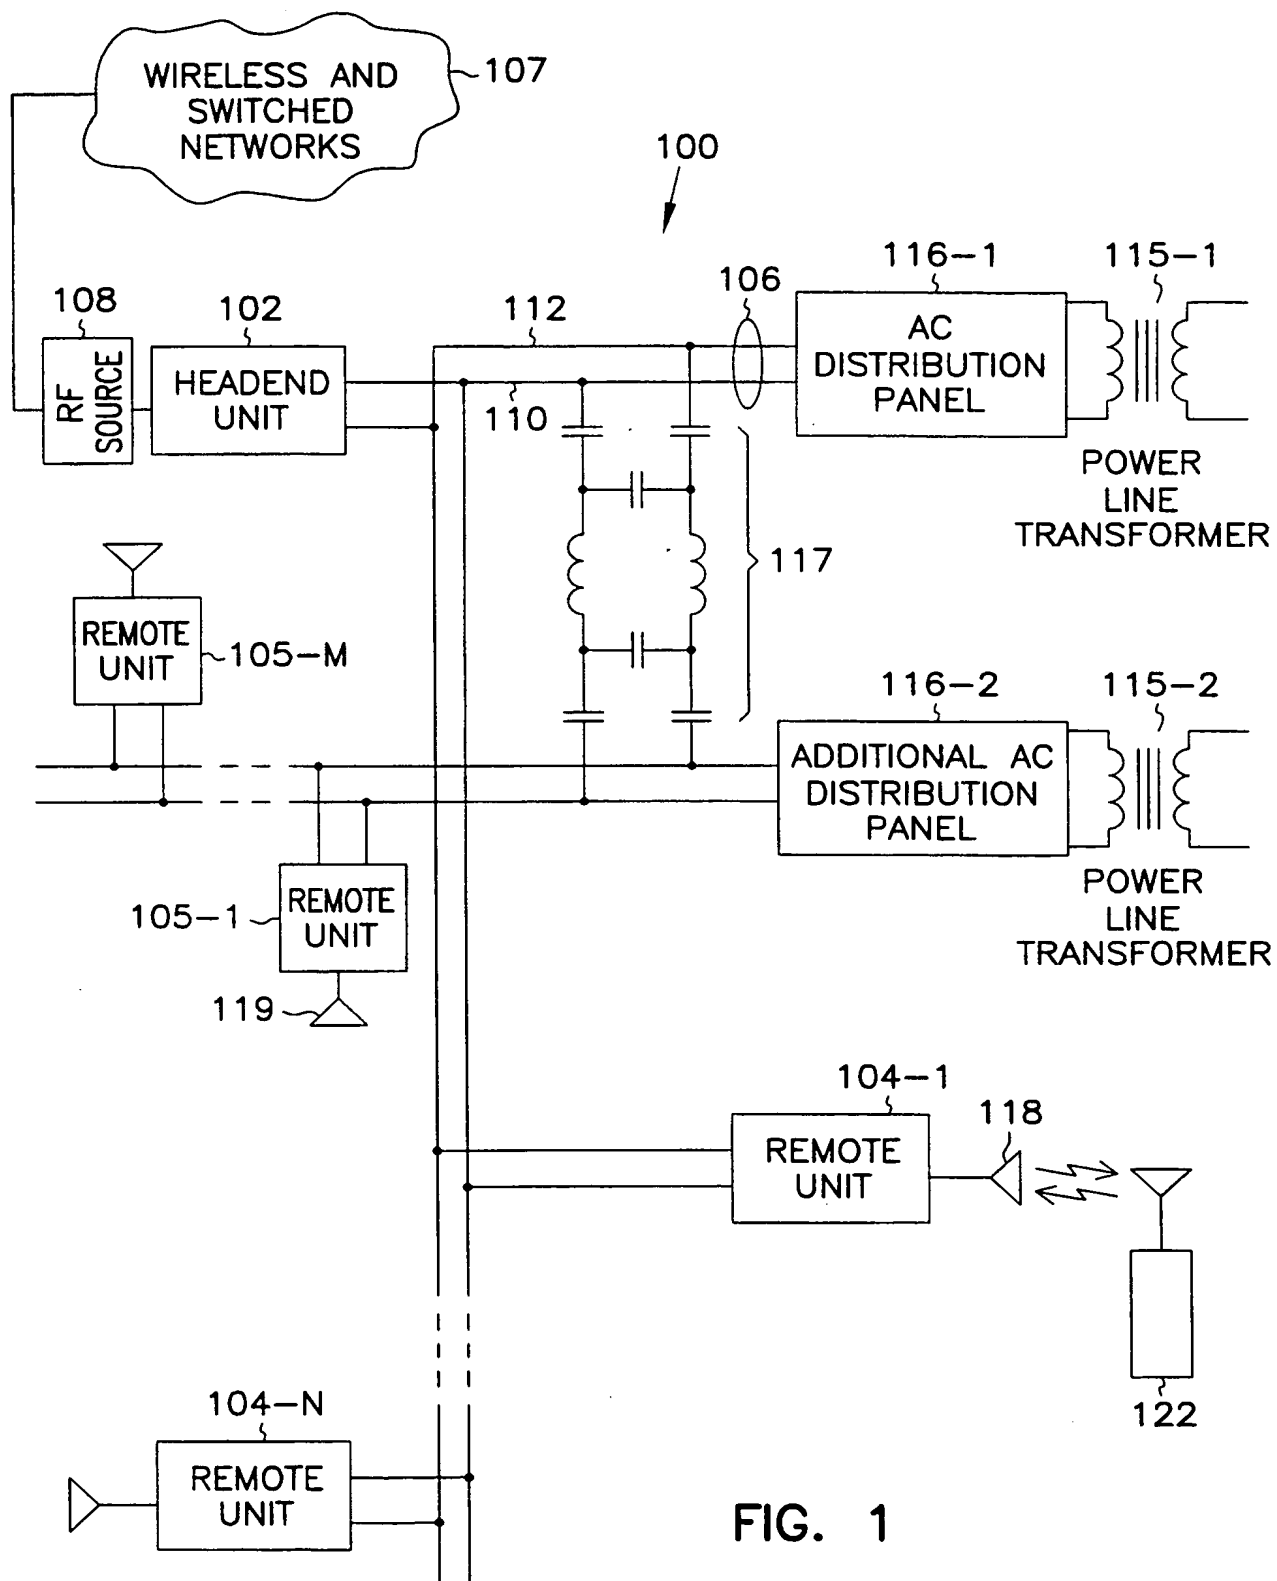 WIRELESS AND
SWITCHED
NETWORKS
107
100
116-1
115-1
106
108
102
112
RF
SOURCE
HEADEND
UNIT
110
AC
DISTRIBUTION
PANEL
POWER
LINE
TRANSFORMER
117
REMOTE
UNIT
105-M
116-2
115-2
ADDITIONAL AC
DISTRIBUTION
PANEL
POWER
LINE
TRANSFORMER
REMOTE
UNIT
105-1
119
104-1
118
REMOTE
UNIT
122
104-N
REMOTE
UNIT
FIG. 1